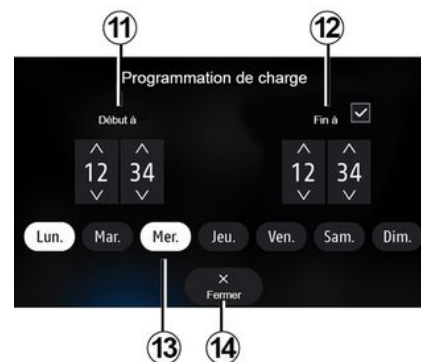 11 12
Programmation de charge
Début à Fin à
12 34 12 34
Lun. Mar. Mer. Jeu. Ven. Sam. Dim.
Fermer
13 14